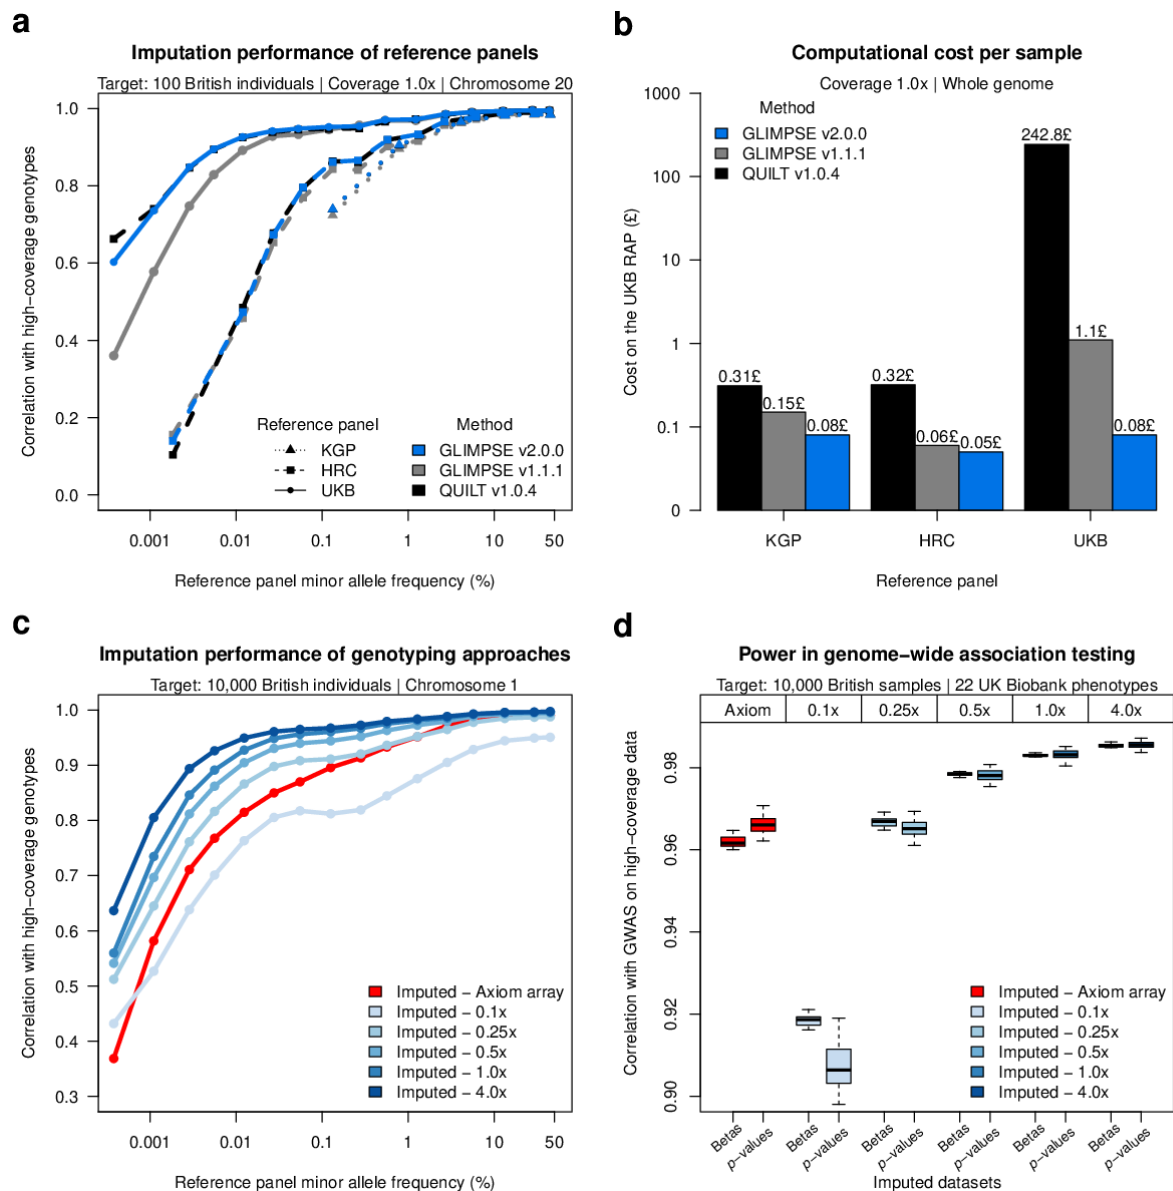 a
Imputation performance of reference panels
Target: 100 British individuals | Coverage 1.0x | Chromosome 20
Correlation with high−coverage genotypes
1.0
0.8
0.6
0.4
0.2
0.0
Reference panel
KGP
HRC
UKB
Method
GLIMPSE v2.0.0
GLIMPSE v1.1.1
QUILT v1.0.4
0.001 0.01 0.1 1 10 50
Reference panel minor allele frequency (%)
b
Computational cost per sample
Coverage 1.0x | Whole genome
Cost on the UKB RAP (£)
1000
100
10
1
0.1
0
Method
GLIMPSE v2.0.0
GLIMPSE v1.1.1
QUILT v1.0.4
0.31£ 0.15£ 0.08£
0.32£ 0.06£ 0.05£
242.8£ 1.1£ 0.08£
KGP HRC UKB
Reference panel
c
Imputation performance of genotyping approaches
Target: 10,000 British individuals | Chromosome 1
Correlation with high−coverage genotypes
1.0
0.9
0.8
0.7
0.6
0.5
0.4
0.3
Imputed − Axiom array
Imputed − 0.1x
Imputed − 0.25x
Imputed − 0.5x
Imputed − 1.0x
Imputed − 4.0x
0.001 0.01 0.1 1 10 50
Reference panel minor allele frequency (%)
d
Power in genome−wide association testing
Target: 10,000 British samples | 22 UK Biobank phenotypes
Axiom 0.1x 0.25x 0.5x 1.0x 4.0x
Correlation with GWAS on high−coverage data
0.98
0.96
0.94
0.92
0.90
Imputed − Axiom array
Imputed − 0.1x
Imputed − 0.25x
Imputed − 0.5x
Imputed − 1.0x
Imputed − 4.0x
Betas p−values Betas p−values Betas p−values Betas p−values Betas p−values Betas p−values
Imputed datasets